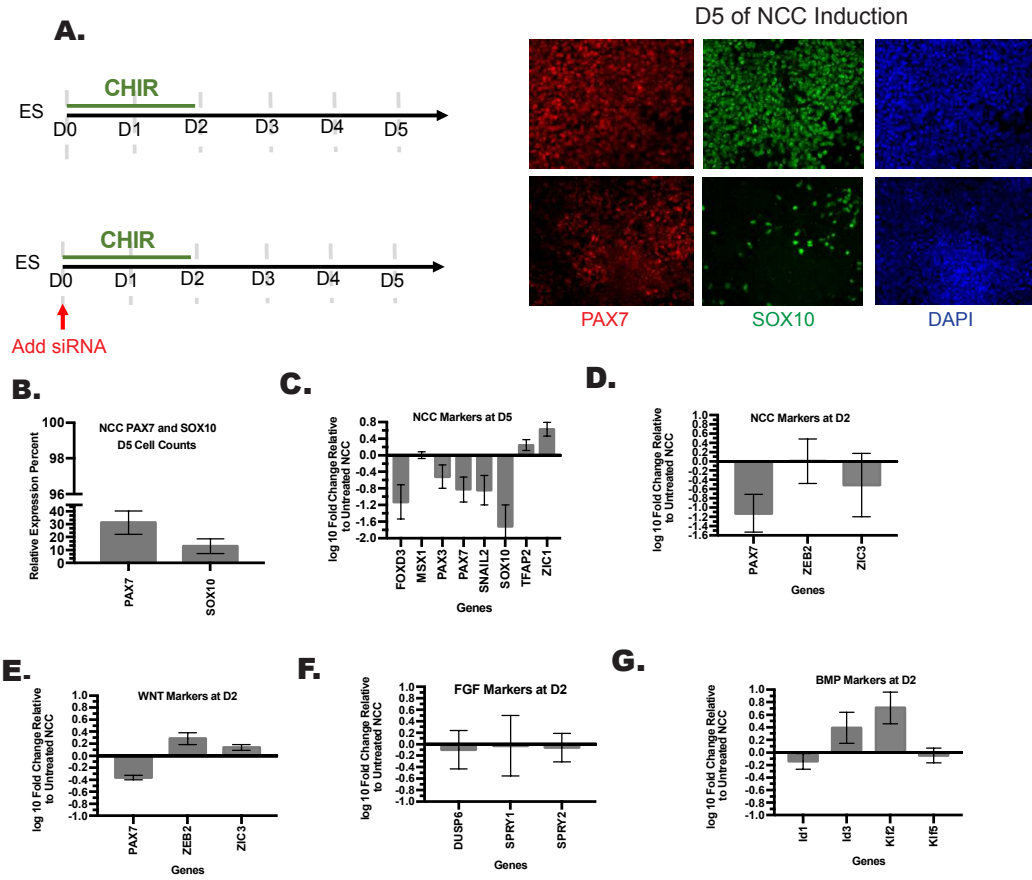 A.
CHIR
ES
D0 D1 D2 D3 D4 D5
CHIR
ES
D0 D1 D2 D3 D4 D5
Add siRNA
D5 of NCC Induction
PAX7 SOX10 DAPI
B.
NCC PAX7 and SOX10
D5 Cell Counts
Relative Expression Percent
100
98
96
40
30
20
10
0
PAX7 SOX10
C.
NCC Markers at D5
log 10 Fold Change Relative
to Untreated NCC
0.8
0.4
0.0
-0.4
-0.8
-1.2
-1.6
-2.0
FOXD3 MSX1 PAX3 PAX7 SNAIL2 SOX10 TFAP2 ZIC1
Genes
D.
NCC Markers at D2
log 10 Fold Change Relative
to Untreated NCC
1.0
0.8
0.6
0.4
0.2
0.0
-0.2
-0.4
-0.6
-0.8
-1.0
-1.2
-1.4
-1.6
PAX7 ZEB2 ZIC3
Genes
E.
WNT Markers at D2
log 10 Fold Change Relative
to Untreated NCC
1.0
0.8
0.6
0.4
0.2
0.0
-0.2
-0.4
-0.6
-0.8
-1.0
PAX7 ZEB2 ZIC3
Genes
F.
FGF Markers at D2
log 10 Fold Change Relative
to Untreated NCC
1.0
0.8
0.6
0.4
0.2
0.0
-0.2
-0.4
-0.6
-0.8
-1.0
DUSP6 SPRY1 SPRY2
Genes
G.
BMP Markers at D2
log 10 Fold Change Relative
to Untreated NCC
1.0
0.8
0.6
0.4
0.2
0.0
-0.2
-0.4
-0.6
-0.8
-1.0
Id1 Id3 Klf2 Klf5
Genes